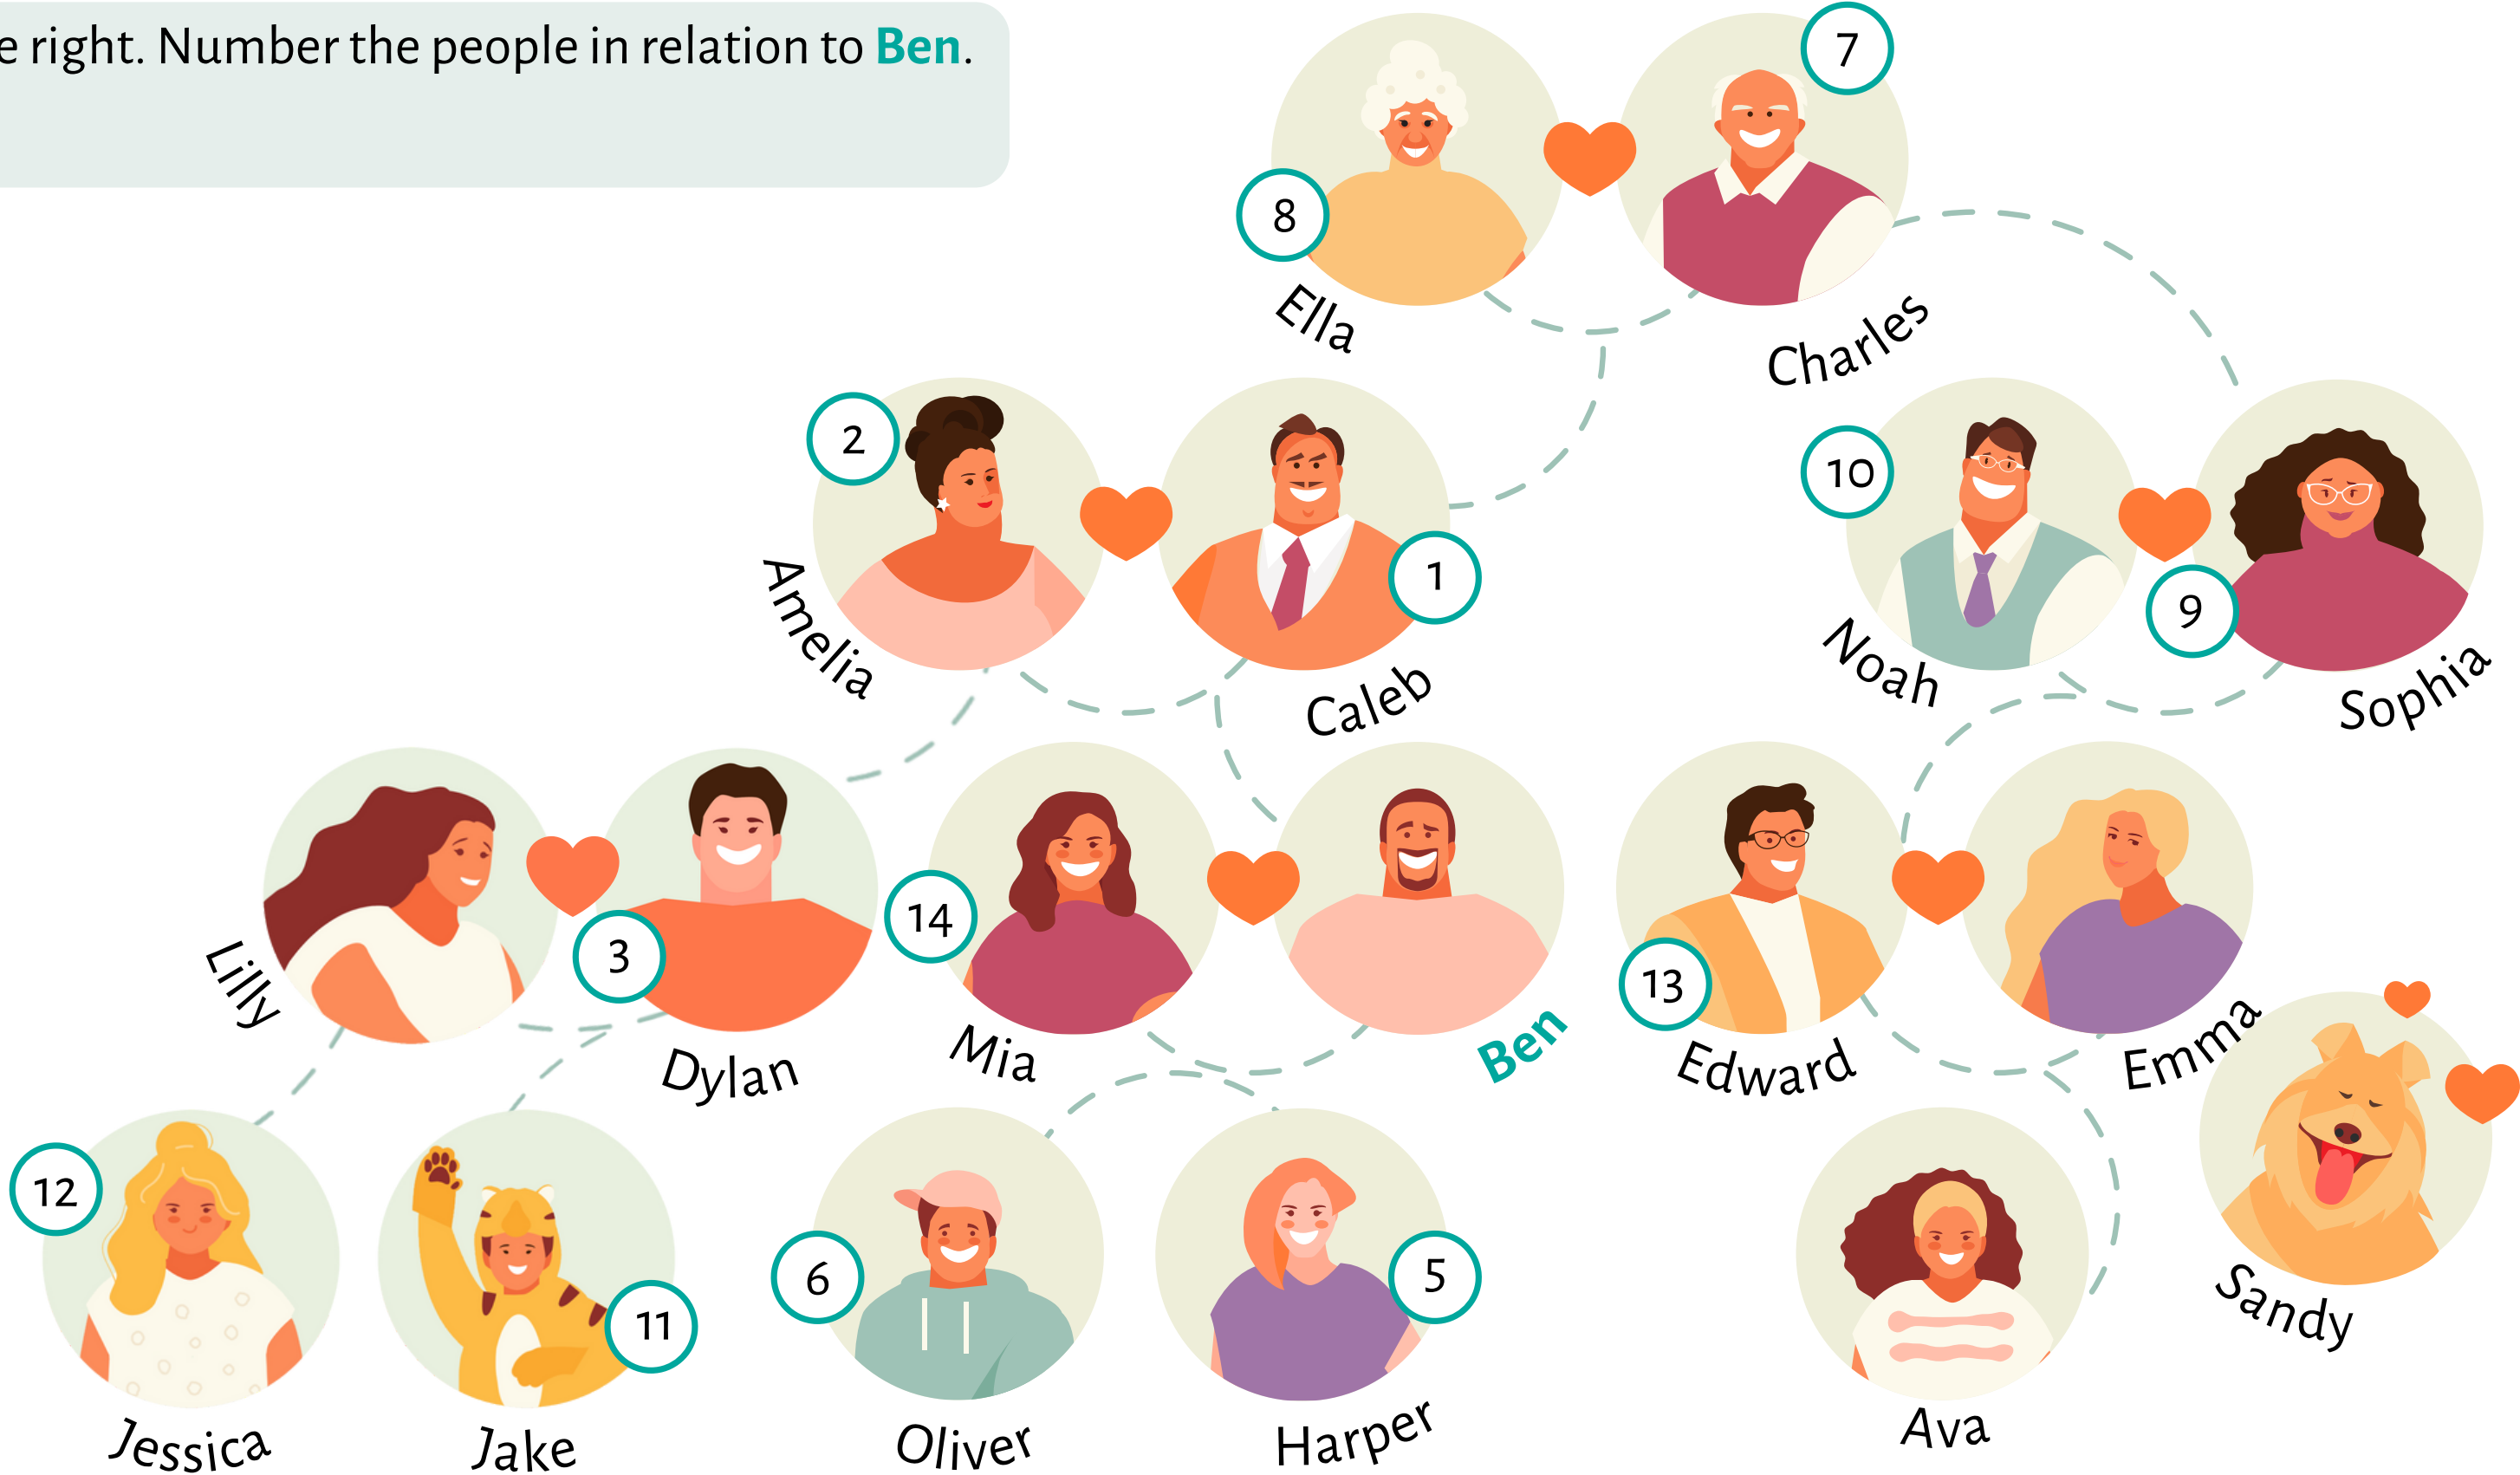 e right. Number the people in relation to Ben.
7
8
Ella
Charles
2
10
1
9
Amelia
Caleb
Noah
Sophia
14
3
13
Lilly
Dylan
Mia
Ben
Edward
Emma
12
11
6
5
Sandy
Jessica
Jake
Oliver
Harper
Ava